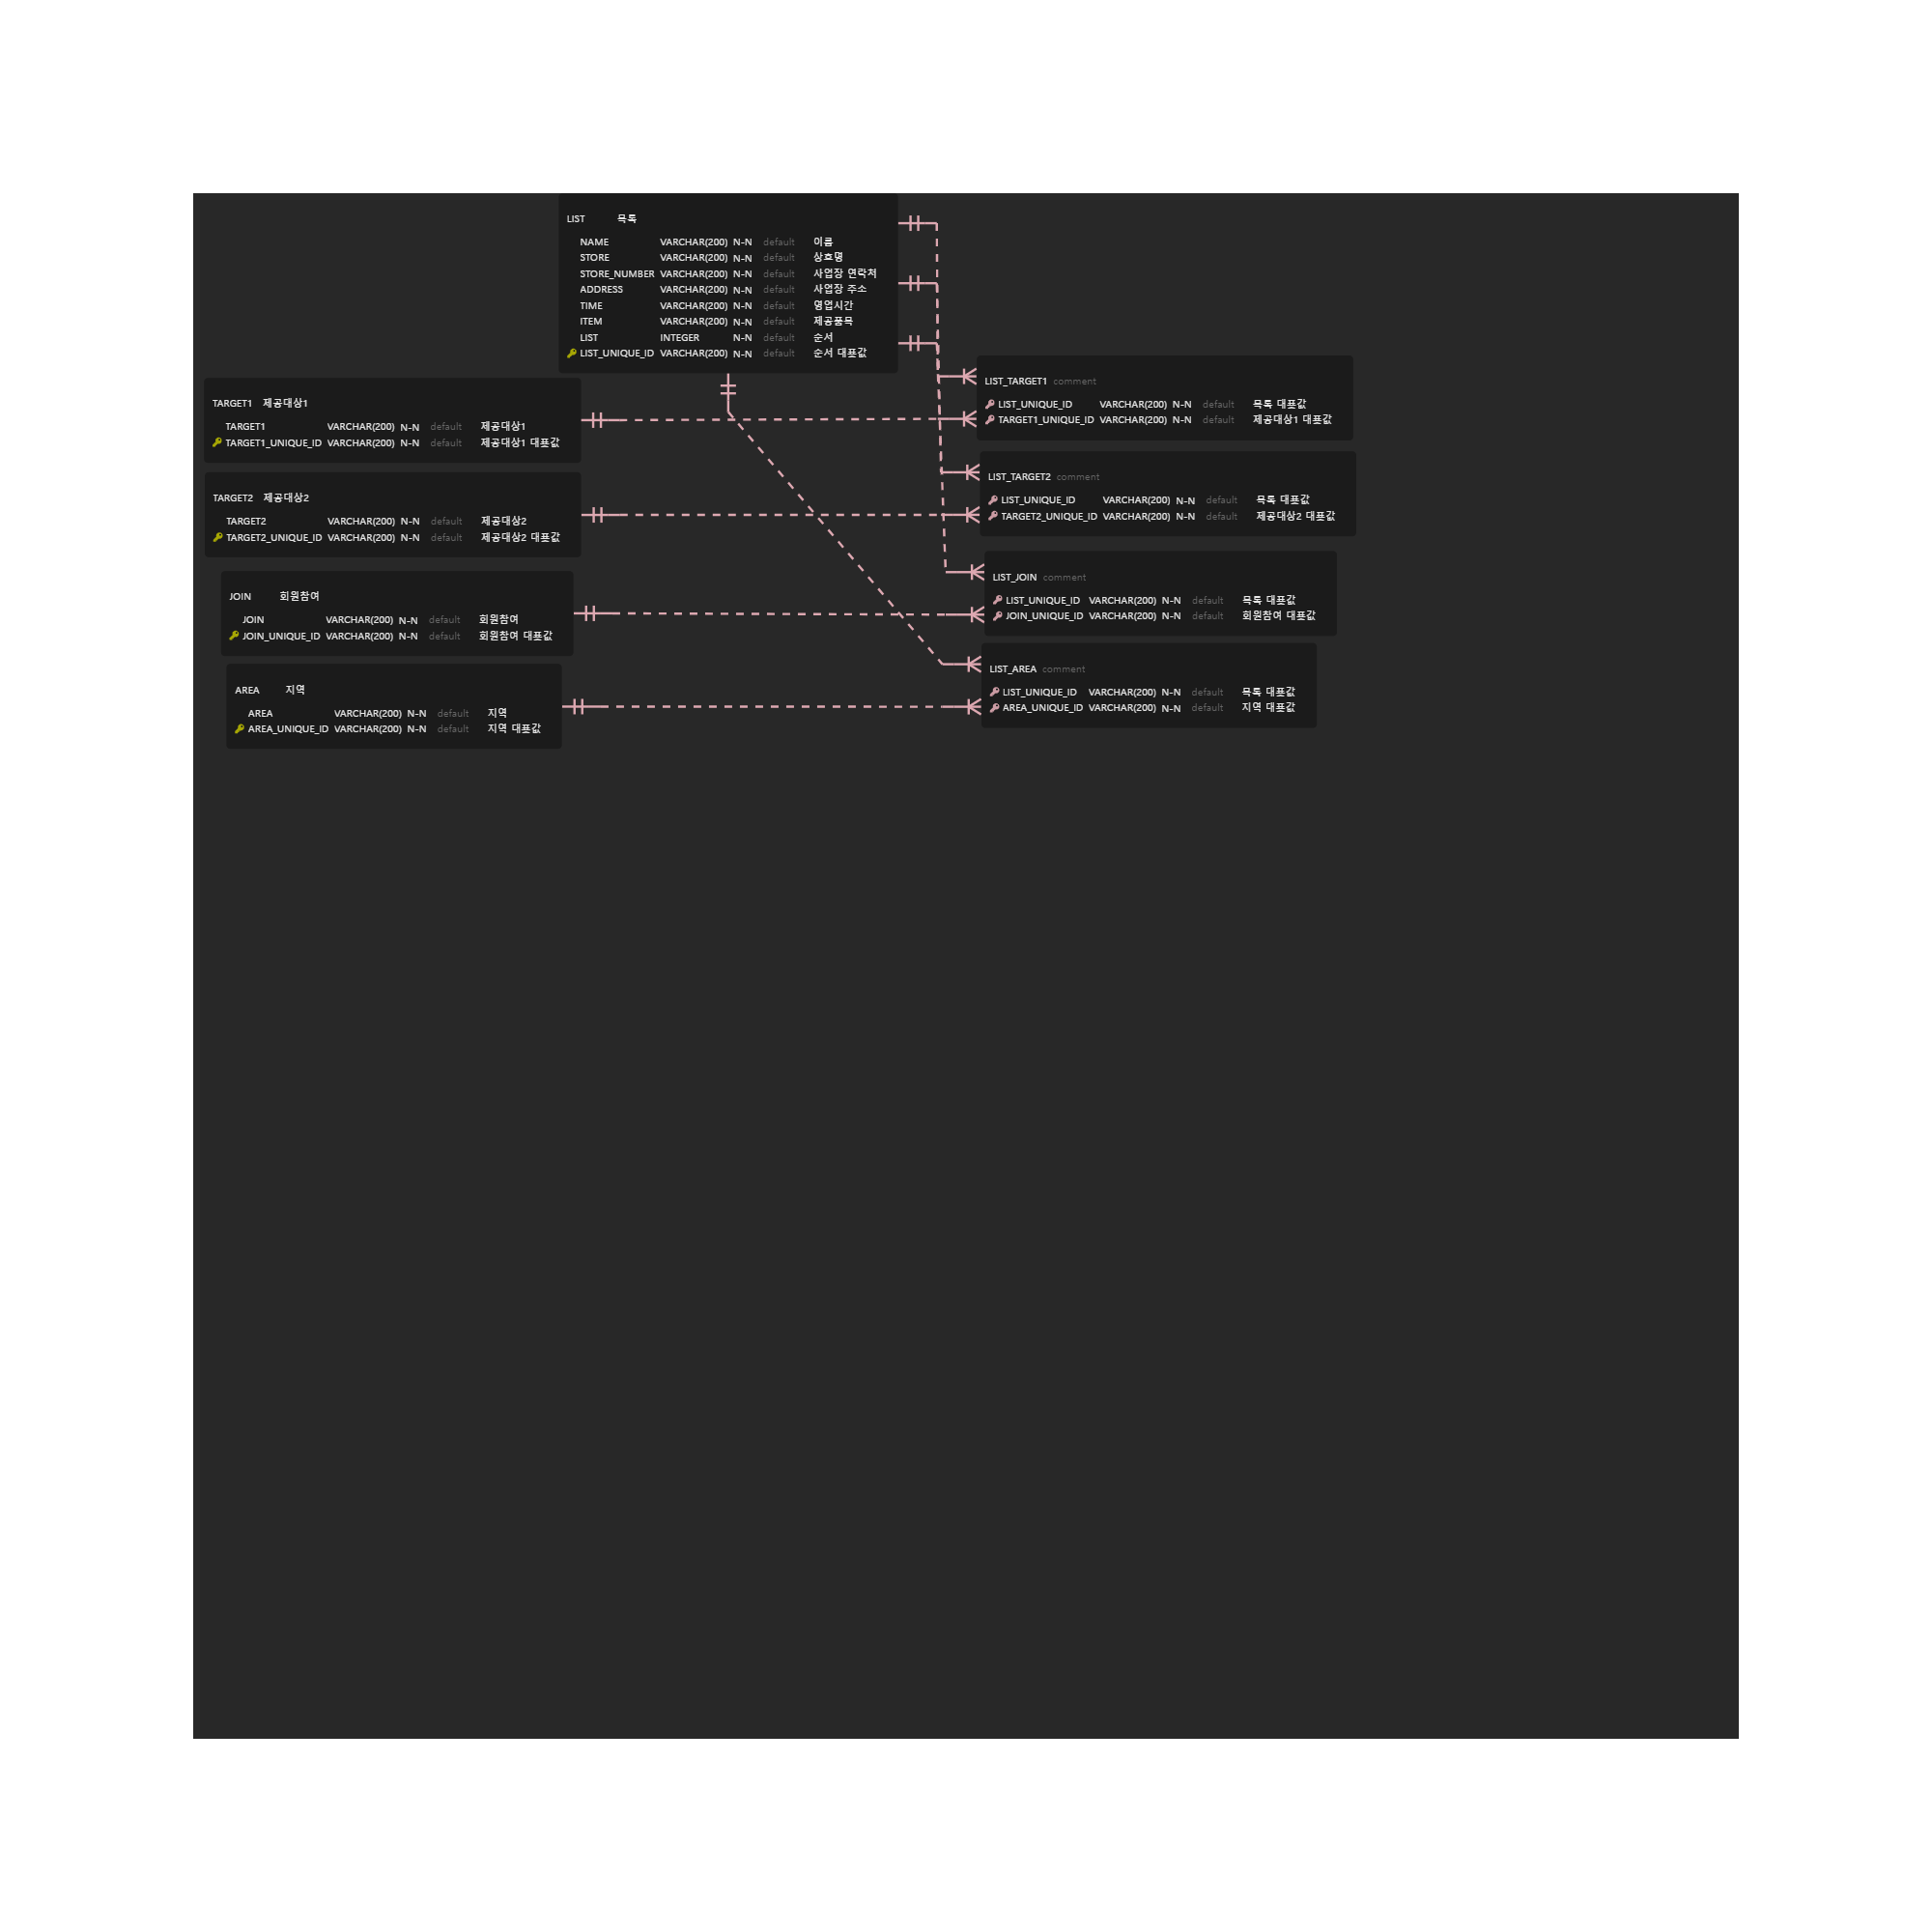 LIST 목록
NAME VARCHAR(200) N-N default 이름
STORE VARCHAR(200) N-N default 상호명
STORE_NUMBER VARCHAR(200) N-N default 사업장 연락처
ADDRESS VARCHAR(200) N-N default 사업장 주소
TIME VARCHAR(200) N-N default 영업시간
ITEM VARCHAR(200) N-N default 제공품목
LIST INTEGER N-N default 순서
LIST_UNIQUE_ID VARCHAR(200) N-N default 순서 대표값
TARGET1 제공대상1
TARGET1 VARCHAR(200) N-N default 제공대상1
TARGET1_UNIQUE_ID VARCHAR(200) N-N default 제공대상1 대표값
TARGET2 제공대상2
TARGET2 VARCHAR(200) N-N default 제공대상2
TARGET2_UNIQUE_ID VARCHAR(200) N-N default 제공대상2 대표값
JOIN 회원참여
JOIN VARCHAR(200) N-N default 회원참여
JOIN_UNIQUE_ID VARCHAR(200) N-N default 회원참여 대표값
AREA 지역
AREA VARCHAR(200) N-N default 지역
AREA_UNIQUE_ID VARCHAR(200) N-N default 지역 대표값
LIST_TARGET1 comment
LIST_UNIQUE_ID VARCHAR(200) N-N default 목록 대표값
TARGET1_UNIQUE_ID VARCHAR(200) N-N default 제공대상1 대표값
LIST_TARGET2 comment
LIST_UNIQUE_ID VARCHAR(200) N-N default 목록 대표값
TARGET2_UNIQUE_ID VARCHAR(200) N-N default 제공대상2 대표값
LIST_JOIN comment
LIST_UNIQUE_ID VARCHAR(200) N-N default 목록 대표값
JOIN_UNIQUE_ID VARCHAR(200) N-N default 회원참여 대표값
LIST_AREA comment
LIST_UNIQUE_ID VARCHAR(200) N-N default 목록 대표값
AREA_UNIQUE_ID VARCHAR(200) N-N default 지역 대표값